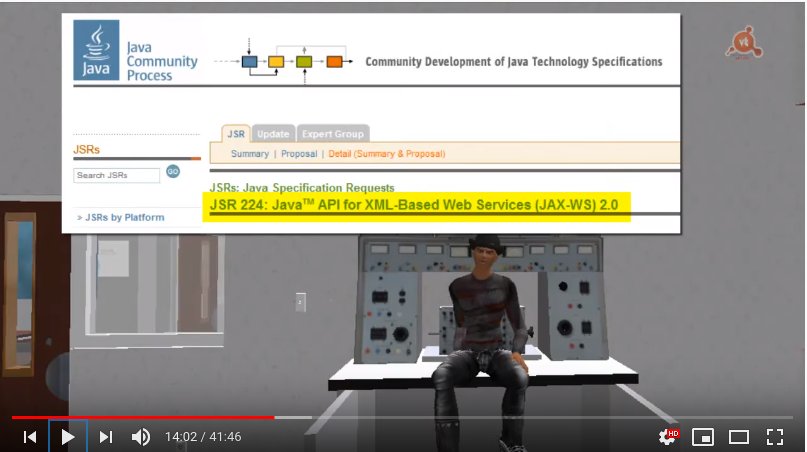 Java
Community
Process
Java
Community Development of Java Technology Specifications
vk
JSR Update Expert Group
JSRs
Summary | Proposal | Detail (Summary & Proposal)
Search JSRs GO
JSRs: Java Specification Requests
JSR 224: Java™ API for XML-Based Web Services (JAX-WS) 2.0
» JSRs by Platform
14:02 / 41:46
HD